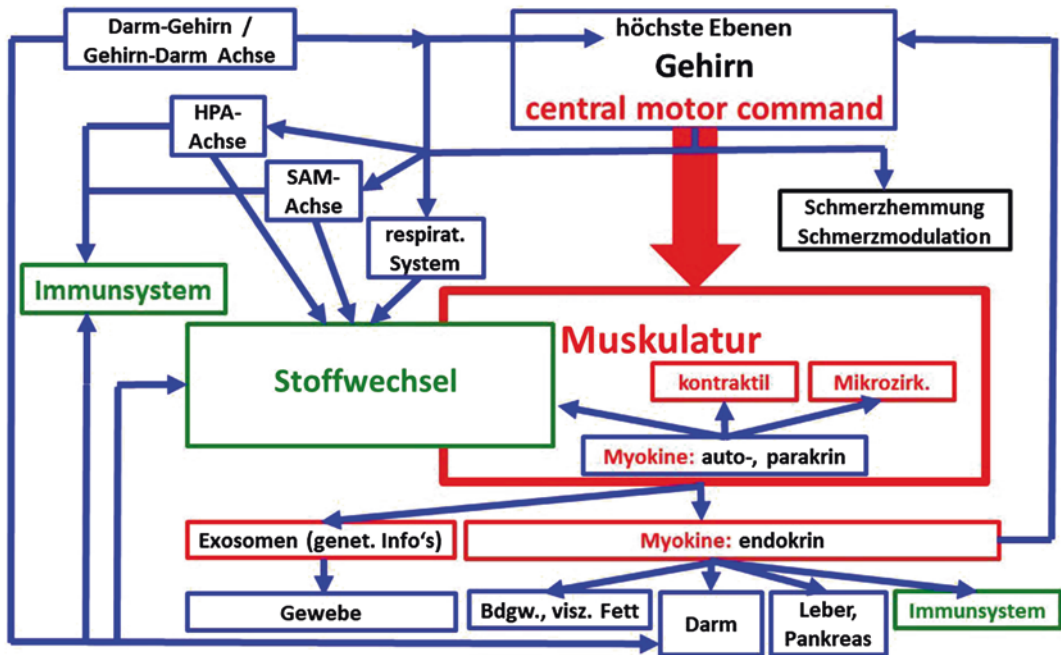 Darm-Gehirn /
Gehirn-Darm Achse
höchste Ebenen
Gehirn
central motor command
HPA-
Achse
SAM-
Achse
respirat.
System
Schmerzhemmung
Schmerzmodulation
Immunsystem
Stoffwechsel
Muskulatur
kontraktil
Mikrozirk.
Myokine: auto-, parakrin
Exosomen (genet. Info's)
Myokine: endokrin
Gewebe
Bdgw., visz. Fett
Darm
Leber,
Pankreas
Immunsystem